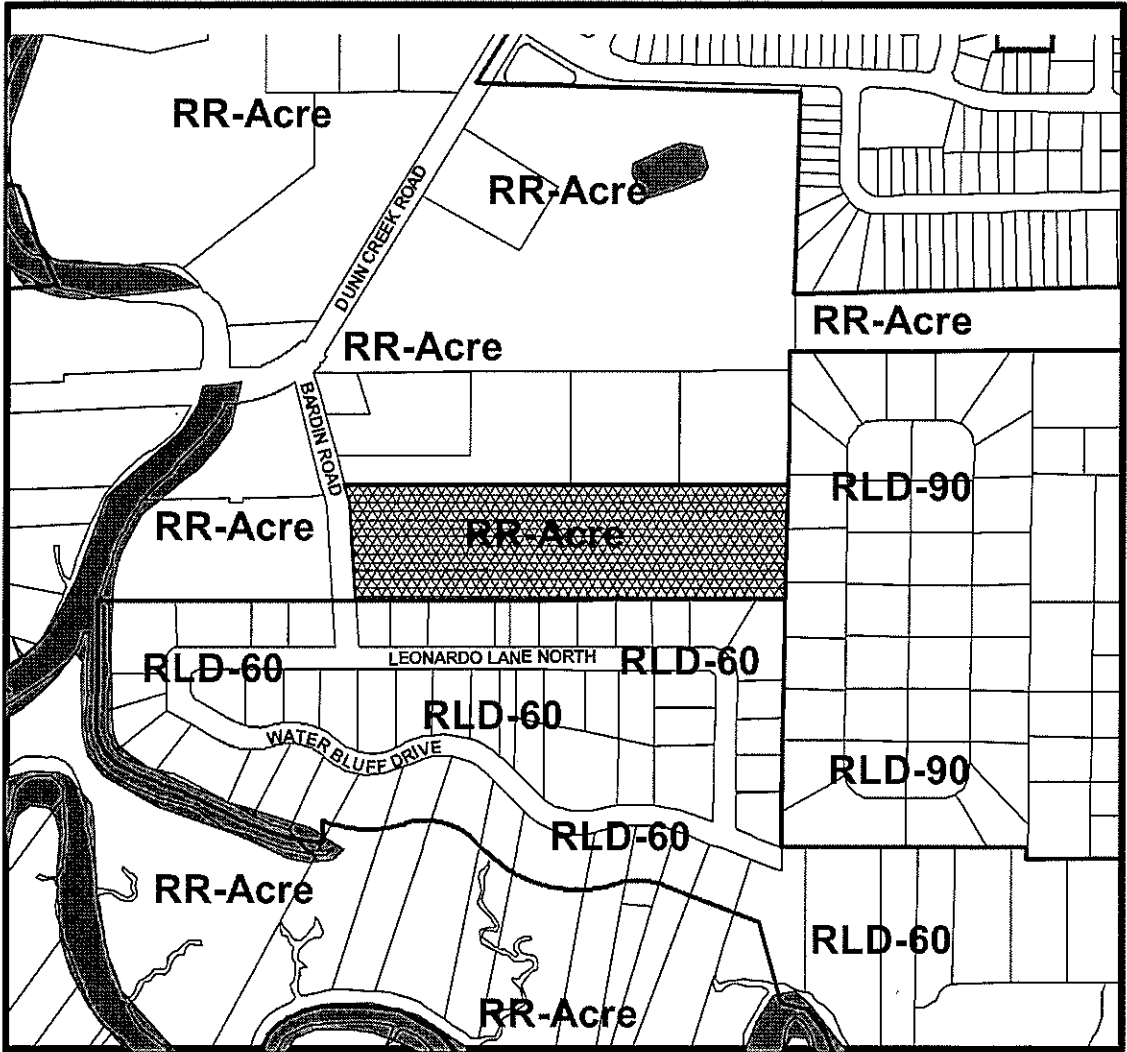 RR-Acre
RR-Acre
DUNN CREEK ROAD
RR-Acre
RR-Acre
BARDIN ROAD
RLD-90
RR-Acre
RR-Acre
LEONARDO LANE NORTH
RLD-60
RLD-60
RLD-60
WATER BLUFF DRIVE
RLD-90
RLD-60
RR-Acre
RLD-60
RR-Acre